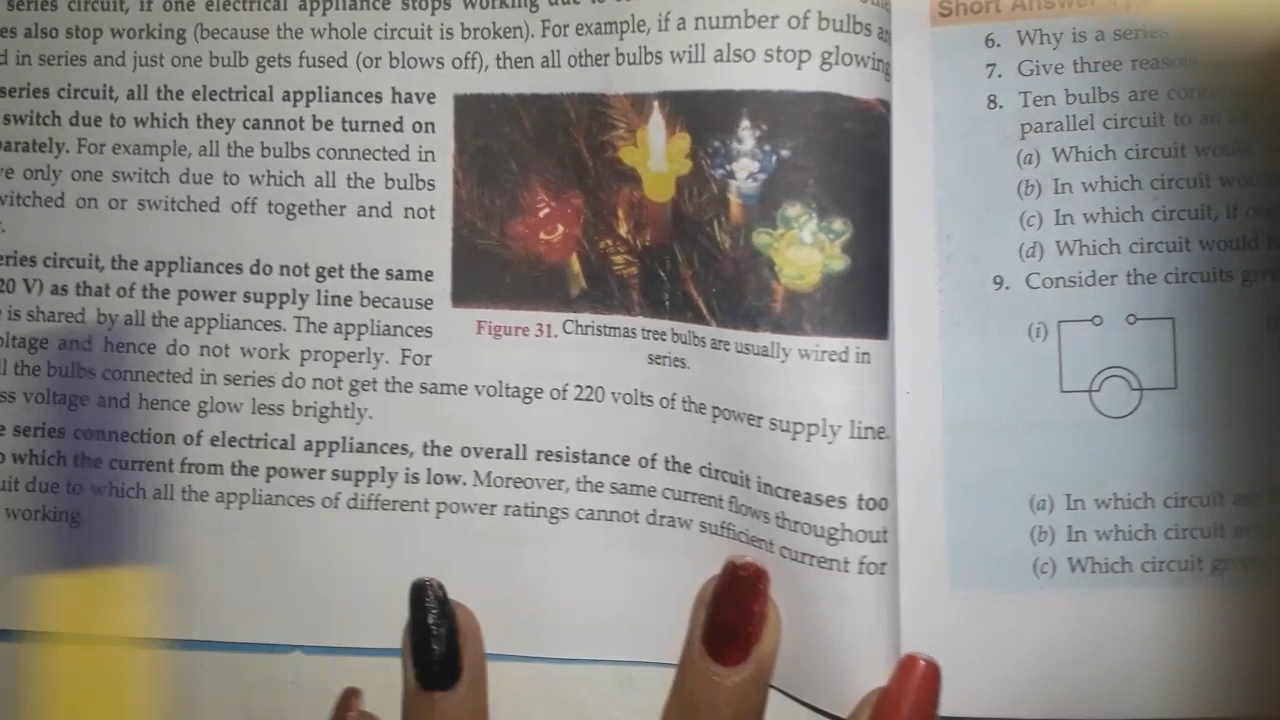 series circuit, if one electrical appliance stops working due to
es also stop working (because the whole circuit is broken). For example, if a number of bulbs
d in series and just one bulb gets fused (or blows off), then all other bulbs will also stop glowing
series circuit, all the electrical appliances have
switch due to which they cannot be turned on
arately. For example, all the bulbs connected in
e only one switch due to which all the bulbs
witched on or switched off together and not
eries circuit, the appliances do not get the same
20 V) as that of the power supply line because
is shared by all the appliances. The appliances
oltage and hence do not work properly. For
ll the bulbs connected in series do not get the same voltage of 220 volts of the power supply line.
ss voltage and hence glow less brightly.
e series connection of electrical appliances, the overall resistance of the circuit increases too
o which the current from the power supply is low. Moreover, the same current flows throughout
uit due to which all the appliances of different power ratings cannot draw sufficient current for
working.
Figure 31. Christmas tree bulbs are usually wired in
series.
Short Answer
6. Why is a series
7. Give three reason
8. Ten bulbs are
parallel circuit to an
(a) Which circuit would
(b) In which circuit
(c) In which circuit, if
(d) Which circuit would
9. Consider the circuits
(i)
(a) In which circuit
(b) In which circuit
(c) Which circuit